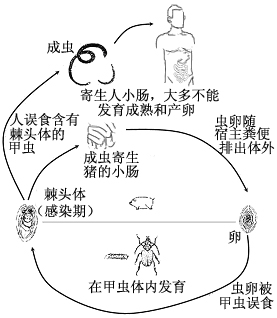 成虫
寄生人小肠，大多不能
发育成熟和产卵
人误食含有
棘头体的
甲虫
成虫寄生
猪的小肠
虫卵随
宿主粪便
排出体外
棘头体
（感染期）
卵
在甲虫体内发育
虫卵被
甲虫误食